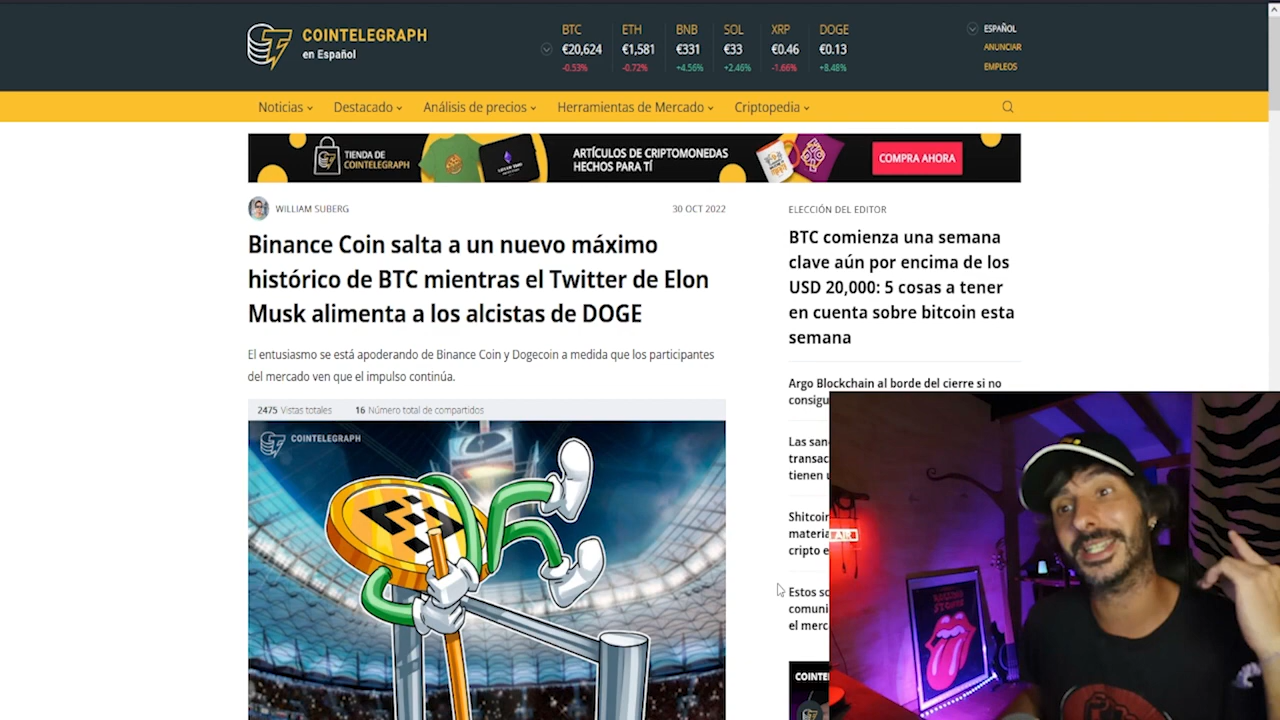 COINTELEGRAPH
en Español
BTC ETH BNB SOL XRP DOGE
€20,624 €1,581 €331 €33 €0.46 €0.13
-0.53% -0.72% +4.56% +2.46% -1.66% +8.48%
ESPAÑOL
ANUNCIAR
EMPLEOS
Noticias Destacado Análisis de precios Herramientas de Mercado Criptopedia
TIENDA DE
COINTELEGRAPH
ARTÍCULOS DE CRIPTOMONEDAS
HECHOS PARA TÍ
COMPRA AHORA
WILLIAM SUBERG
30 OCT 2022
Binance Coin salta a un nuevo máximo
histórico de BTC mientras el Twitter de Elon
Musk alimenta a los alcistas de DOGE
El entusiasmo se está apoderando de Binance Coin y Dogecoin a medida que los participantes
del mercado ven que el impulso continúa.
2475 Vistas totales 16 Número total de compartidos
COINTELEGRAPH
ELECCIÓN DEL EDITOR
BTC comienza una semana
clave aún por encima de los
USD 20,000: 5 cosas a tener
en cuenta sobre bitcoin esta
semana
Argo Blockchain al borde del cierre si no
consigu
Las san
transac
tienen
Shitcoin
materia
cripto e
Estos so
comuni
el merc
COINTE
AIR